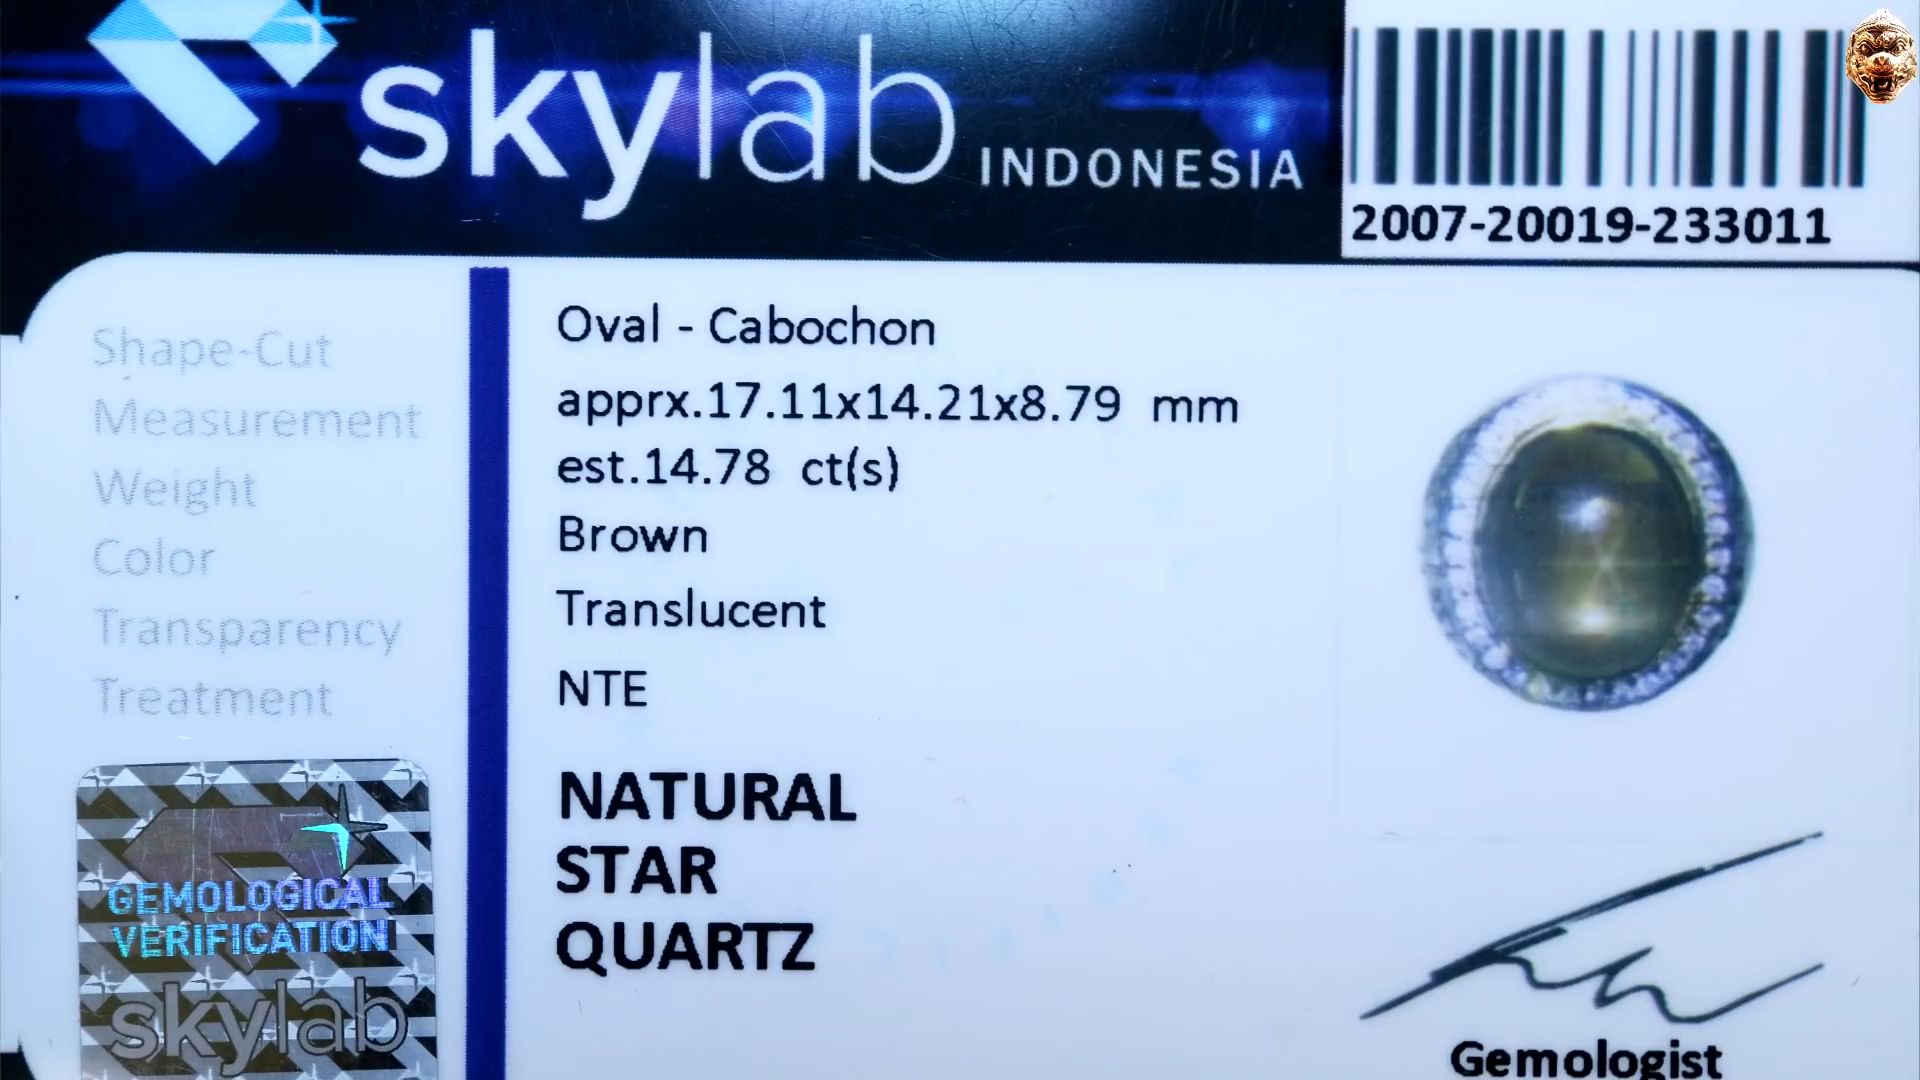 skylab INDONESIA
2007-20019-233011
Shape-Cut Oval - Cabochon
Measurement apprx.17.11x14.21x8.79 mm
Weight est.14.78 ct(s)
Color Brown
Transparency Translucent
Treatment NTE
NATURAL
STAR
QUARTZ
GEMOLOGICAL
VERIFICATION
skylab
Gemologist